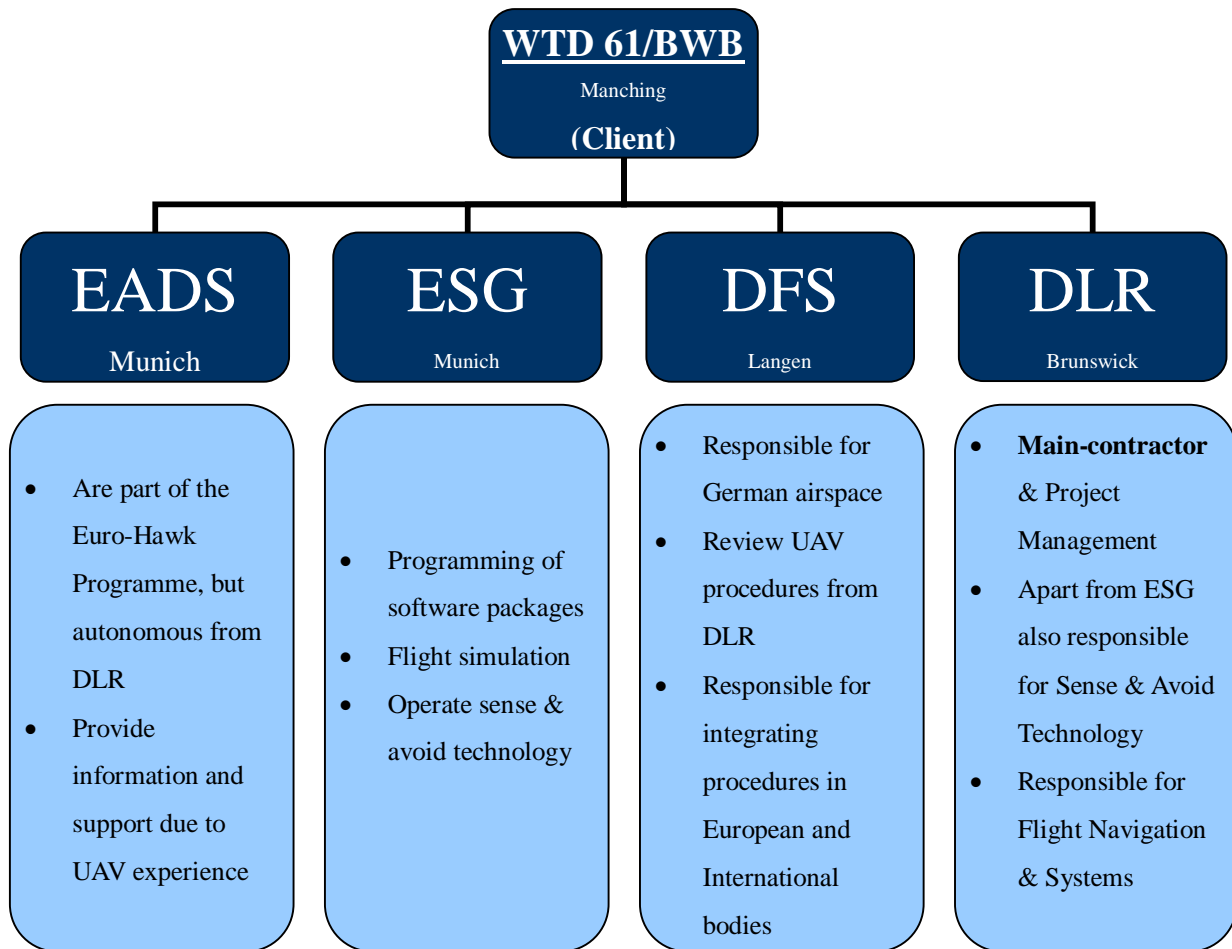 WTD 61/BWB
Manching
(Client)
EADS
Munich
ESG
Munich
DFS
Langen
DLR
Brunswick
• Are part of the
Euro-Hawk
Programme, but
autonomous from
DLR
• Provide
information and
support due to
UAV experience
• Programming of
software packages
• Flight simulation
• Operate sense &
avoid technology
• Responsible for
German airspace
• Review UAV
procedures from
DLR
• Responsible for
integrating
procedures in
European and
International
bodies
• Main-contractor
& Project
Management
• Apart from ESG
also responsible
for Sense & Avoid
Technology
• Responsible for
Flight Navigation
& Systems